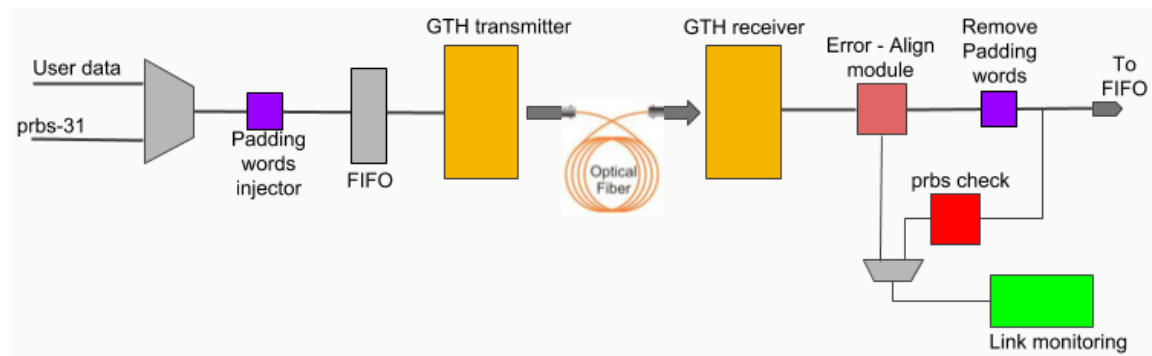 GTH transmitter
GTH receiver
User data
prbs-31
Padding
words
injector
FIFO
Optical
Fiber
Error - Align
module
Remove
Padding
words
To
FIFO
prbs check
Link monitoring